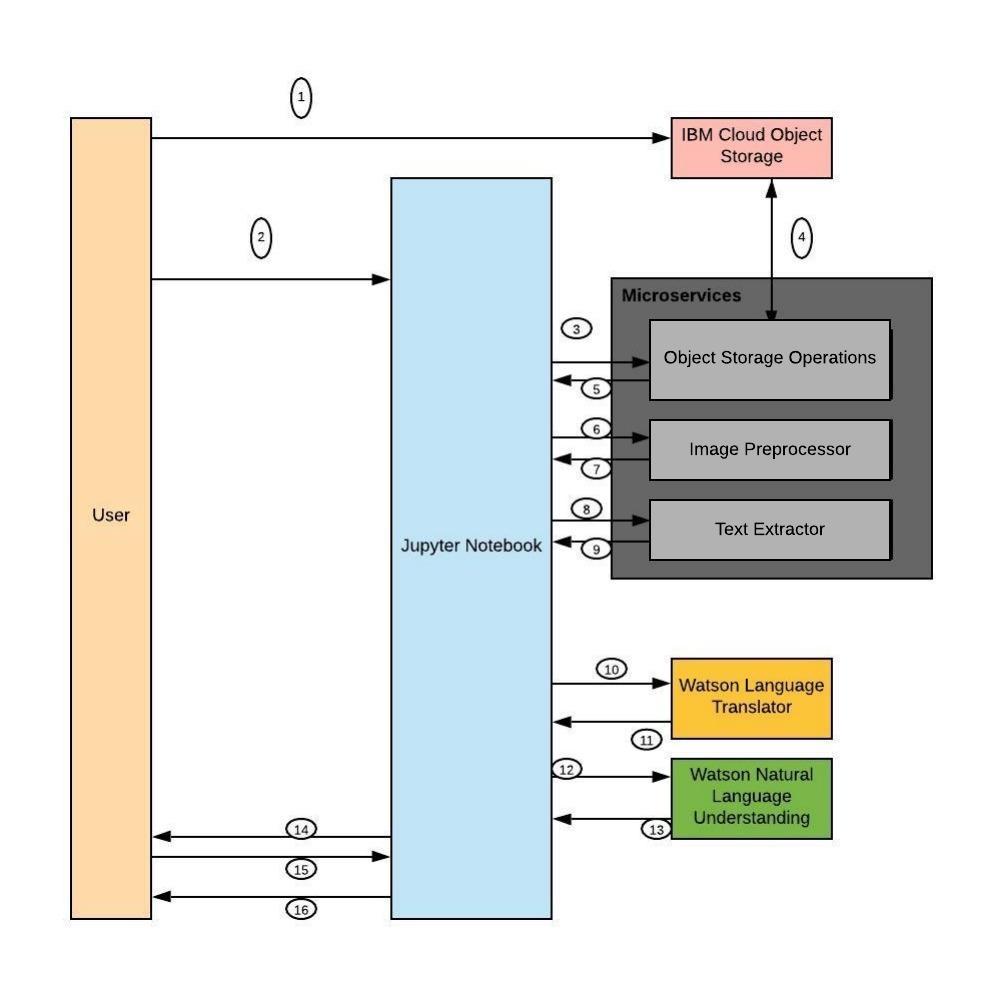 1
IBM Cloud Object
Storage
2
4
Microservices
3
Object Storage Operations
5
6
Image Preprocessor
7
8
Text Extractor
9
User
Jupyter Notebook
10
Watson Language
Translator
11
12
Watson Natural
Language
Understanding
13
14
15
16